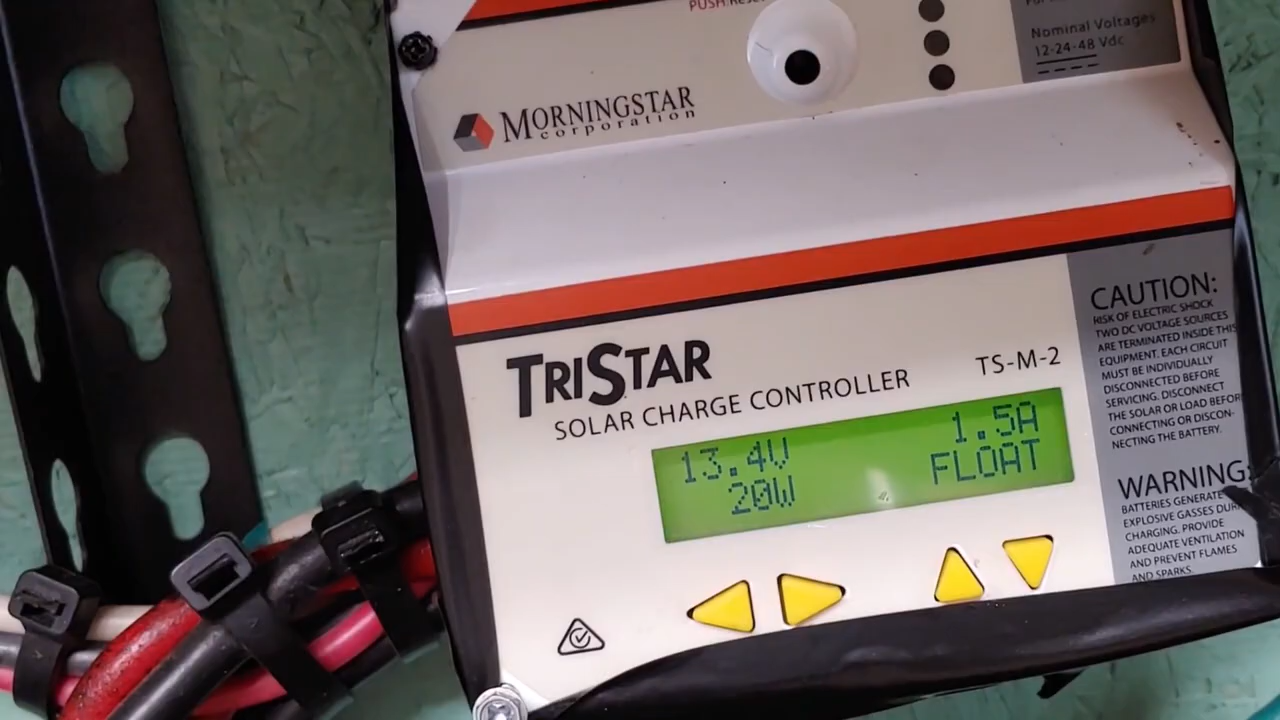 PUSH:
Nominal Voltages
12-24-48 Vdc
MORNINGSTAR
corporation
TRISTAR
SOLAR CHARGE CONTROLLER
TS-M-2
13.4V 1.5A
20W FLOAT
CAUTION:
RISK OF ELECTRIC SHOCK
TWO DC VOLTAGE SOURCES
ARE TERMINATED INSIDE THIS
EQUIPMENT. EACH CIRCUIT
MUST BE INDIVIDUALLY
DISCONNECTED BEFORE
SERVICING. DISCONNECT
THE SOLAR OR LOAD BEFOR
CONNECTING OR DISCON-
NECTING THE BATTERY.
WARNING:
BATTERIES GENERATE
EXPLOSIVE GASSES DURI
CHARGING. PROVIDE
ADEQUATE VENTILATION
AND PREVENT FLAMES
AND SPARKS.